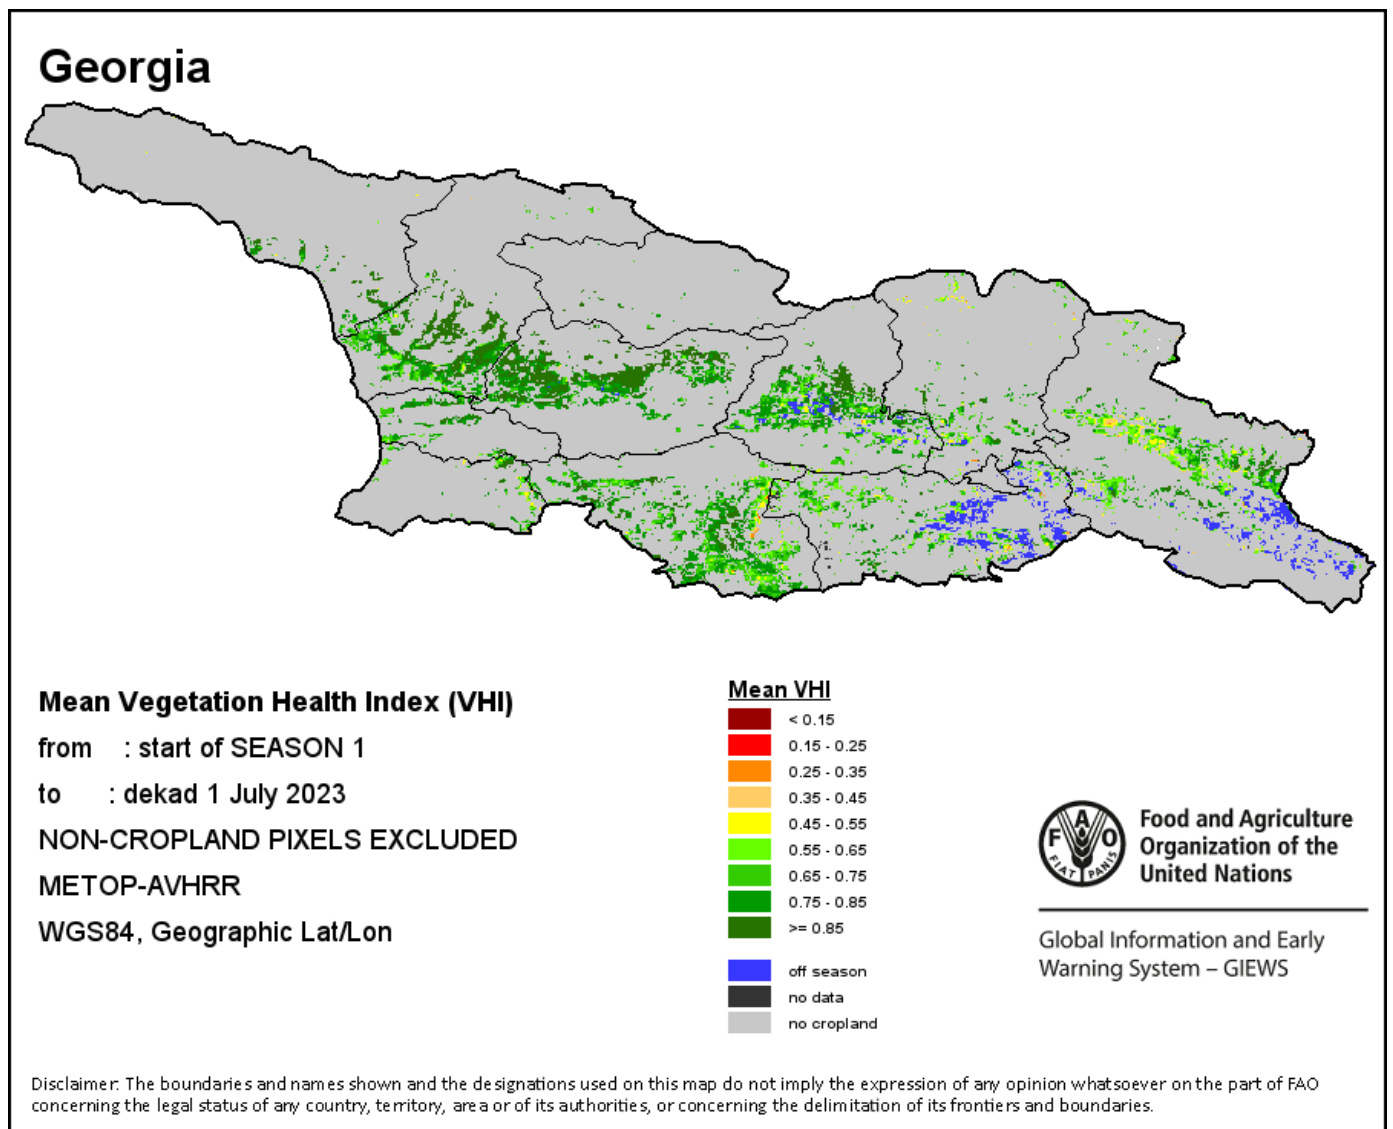 Georgia
Mean Vegetation Health Index (VHI)
from : start of SEASON 1
to : dekad 1 July 2023
NON-CROPLAND PIXELS EXCLUDED
METOP-AVHRR
WGS84, Geographic Lat/Lon
Mean VHI
< 0.15
0.15 - 0.25
0.25 - 0.35
0.35 - 0.45
0.45 - 0.55
0.55 - 0.65
0.65 - 0.75
0.75 - 0.85
>= 0.85
off season
no data
no cropland
F A O
FIAT PANIS
Food and Agriculture
Organization of the
United Nations
Global Information and Early
Warning System – GIEWS
Disclaimer: The boundaries and names shown and the designations used on this map do not imply the expression of any opinion whatsoever on the part of FAO
concerning the legal status of any country, territory, area or of its authorities, or concerning the delimitation of its frontiers and boundaries.